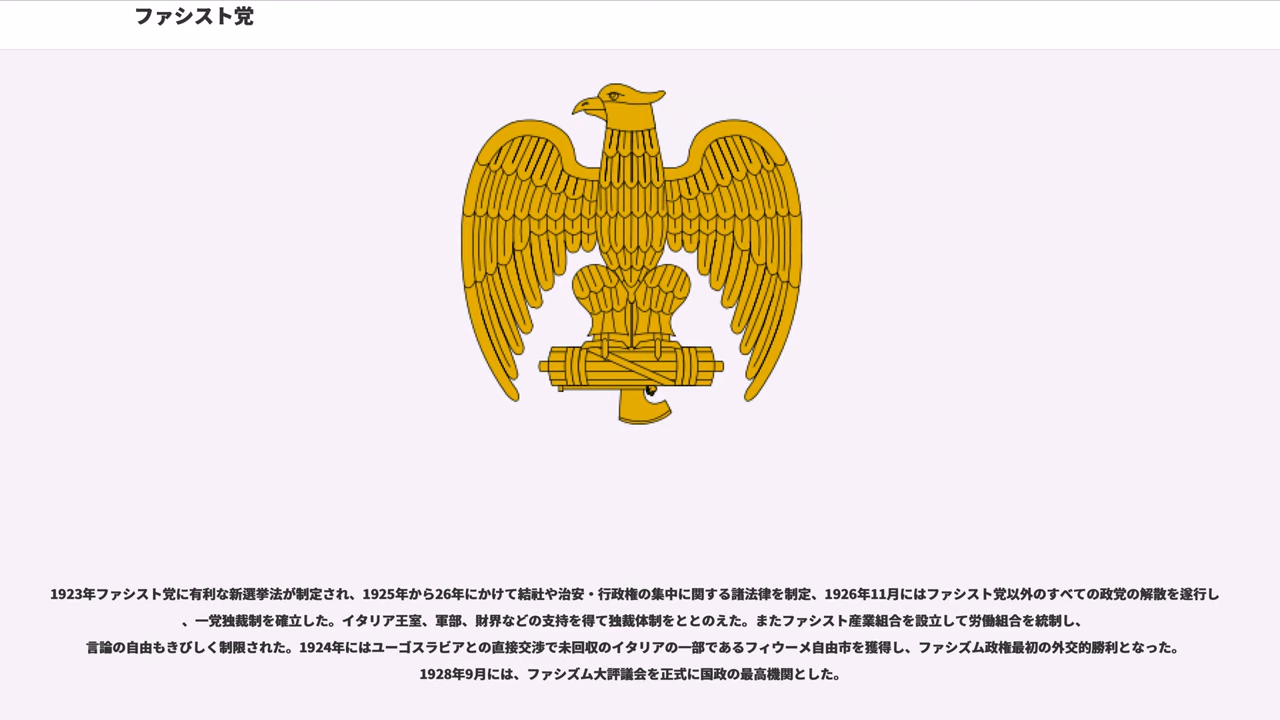 ファシスト党
1923年ファシスト党に有利な新選挙法が制定され、1925年から26年にかけて結社や治安・行政権の集中に関する諸法律を制定、1926年11月にはファシスト党以外のすべての政党の解散を遂行し
、一党独裁制を確立した。イタリア王室、軍部、財界などの支持を得て独裁体制をととのえた。またファシスト産業組合を設立して労働組合を統制し、
言論の自由もきびしく制限された。1924年にはユーゴスラビアとの直接交渉で未回収のイタリアの一部であるフィウーメ自由市を獲得し、ファシズム政権最初の外交的勝利となった。
1928年9月には、ファシズム大評議会を正式に国政の最高機関とした。